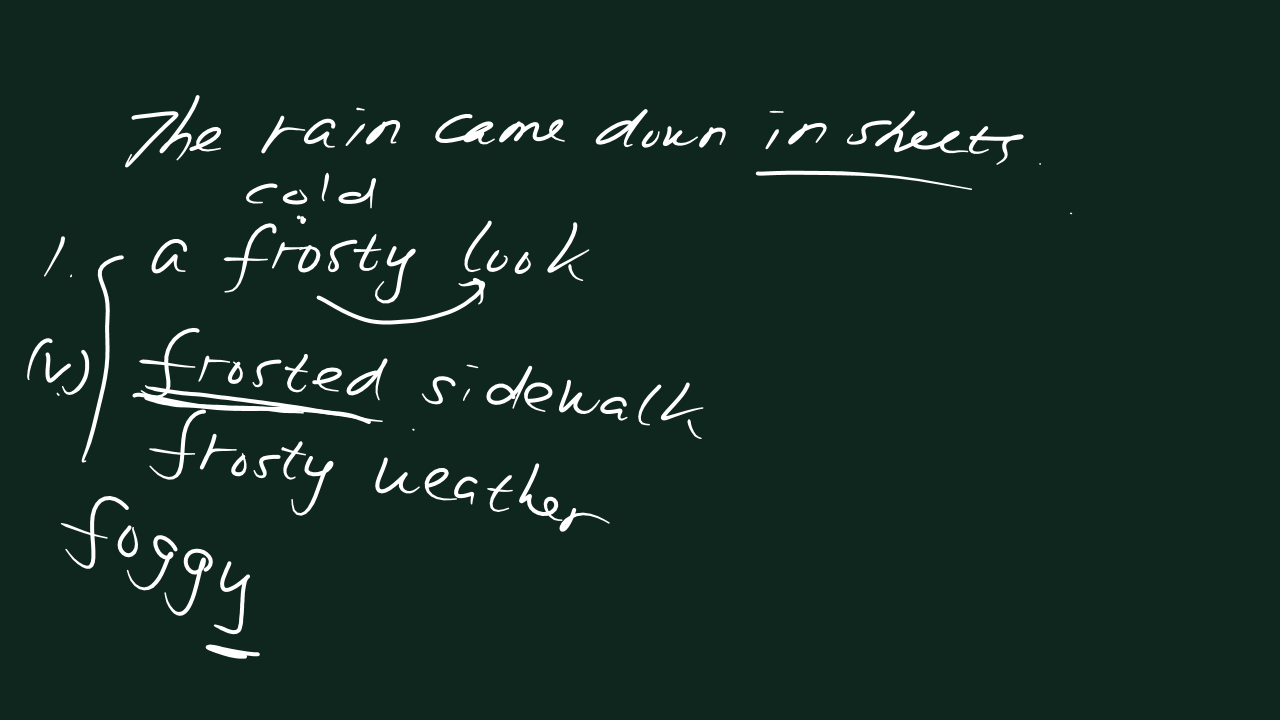 The rain came down in sheets.
cold
1. a frosty look
(v.) frosted sidewalk
frosty weather
foggy